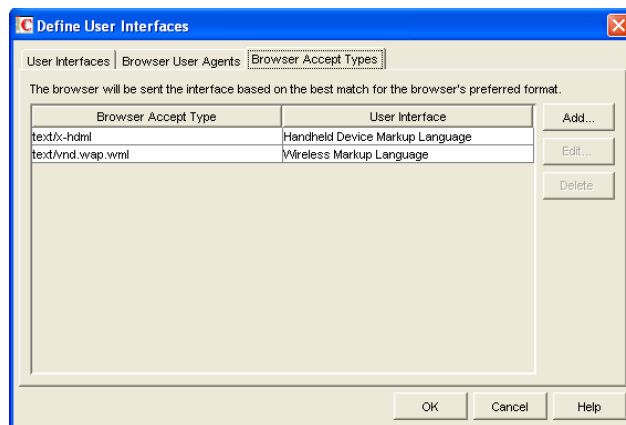 Define User Interfaces
User Interfaces Browser User Agents Browser Accept Types
The browser will be sent the interface based on the best match for the browser's preferred format.
Browser Accept Type User Interface Add...
text/x-hdml Handheld Device Markup Language
text/vnd.wap.wml Wireless Markup Language Edit...
Delete
OK Cancel Help